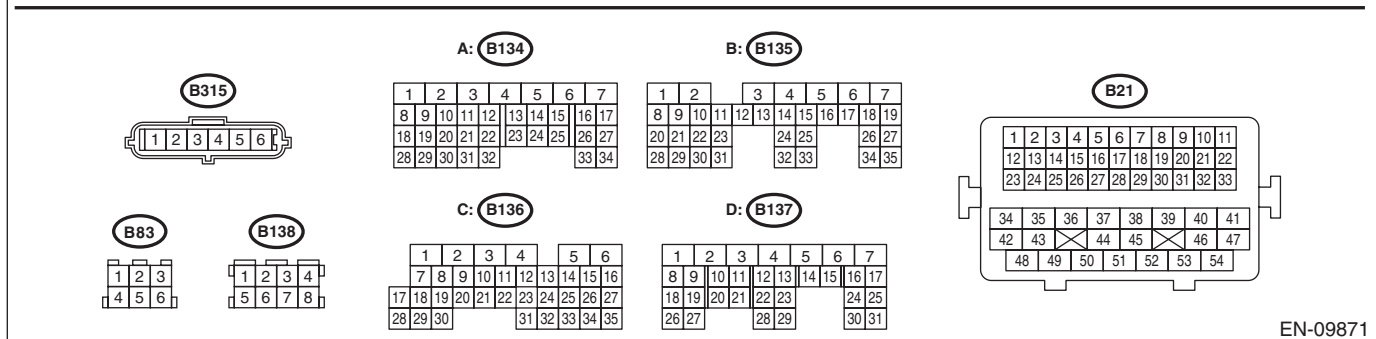 A: B134
1 2 3 4 5 6 7
8 9 10 11 12 13 14 15 16 17
18 19 20 21 22 23 24 25 26 27
28 29 30 31 32 33 34
B: B135
1 2 3 4 5 6 7
8 9 10 11 12 13 14 15 16 17 18 19
20 21 22 23 24 25 26 27
28 29 30 31 32 33 34 35
B315
1 2 3 4 5 6
B21
1 2 3 4 5 6 7 8 9 10 11
12 13 14 15 16 17 18 19 20 21 22
23 24 25 26 27 28 29 30 31 32 33
34 35 36 37 38 39 40 41
42 43 44 45 46 47
48 49 50 51 52 53 54
B83
1 2 3
4 5 6
B138
1 2 3 4
5 6 7 8
C: B136
1 2 3 4 5 6
7 8 9 10 11 12 13 14 15 16
17 18 19 20 21 22 23 24 25 26 27
28 29 30 31 32 33 34 35
D: B137
1 2 3 4 5 6 7
8 9 10 11 12 13 14 15 16 17
18 19 20 21 22 23 24 25
26 27 28 29 30 31
EN-09871